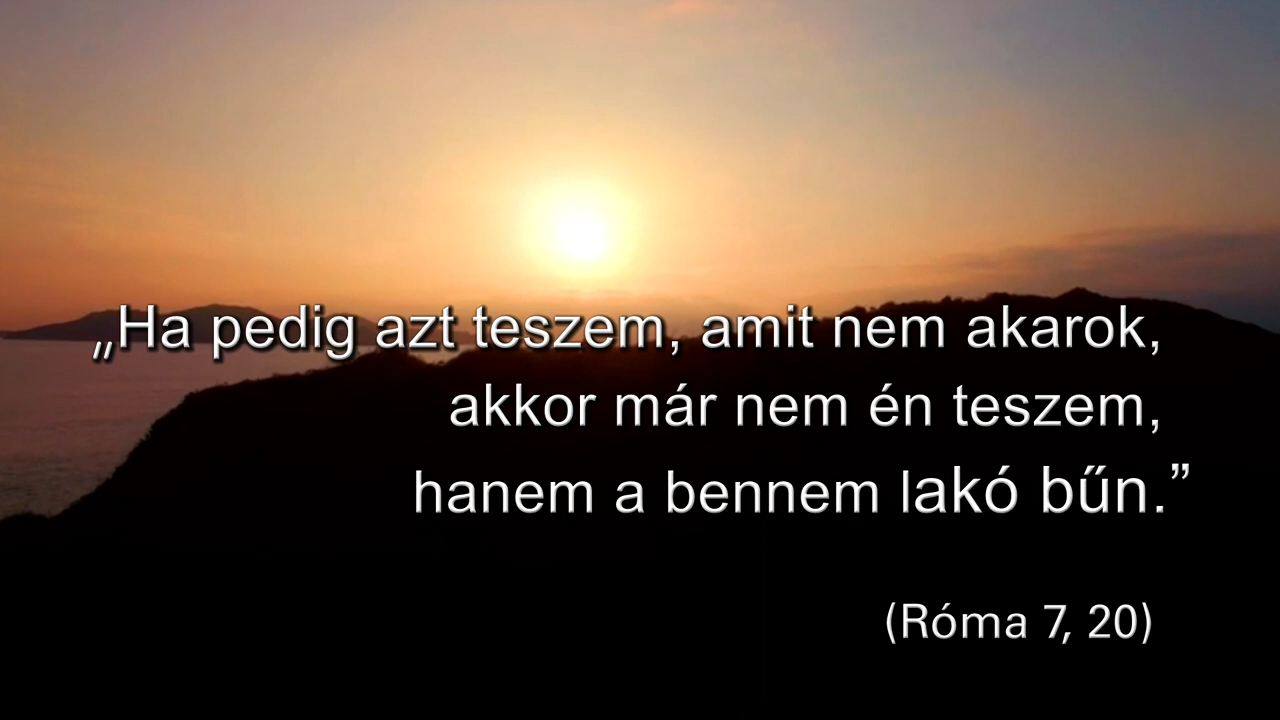 „Ha pedig azt teszem, amit nem akarok,
akkor már nem én teszem,
hanem a bennem lakó bűn.”
(Róma 7, 20)